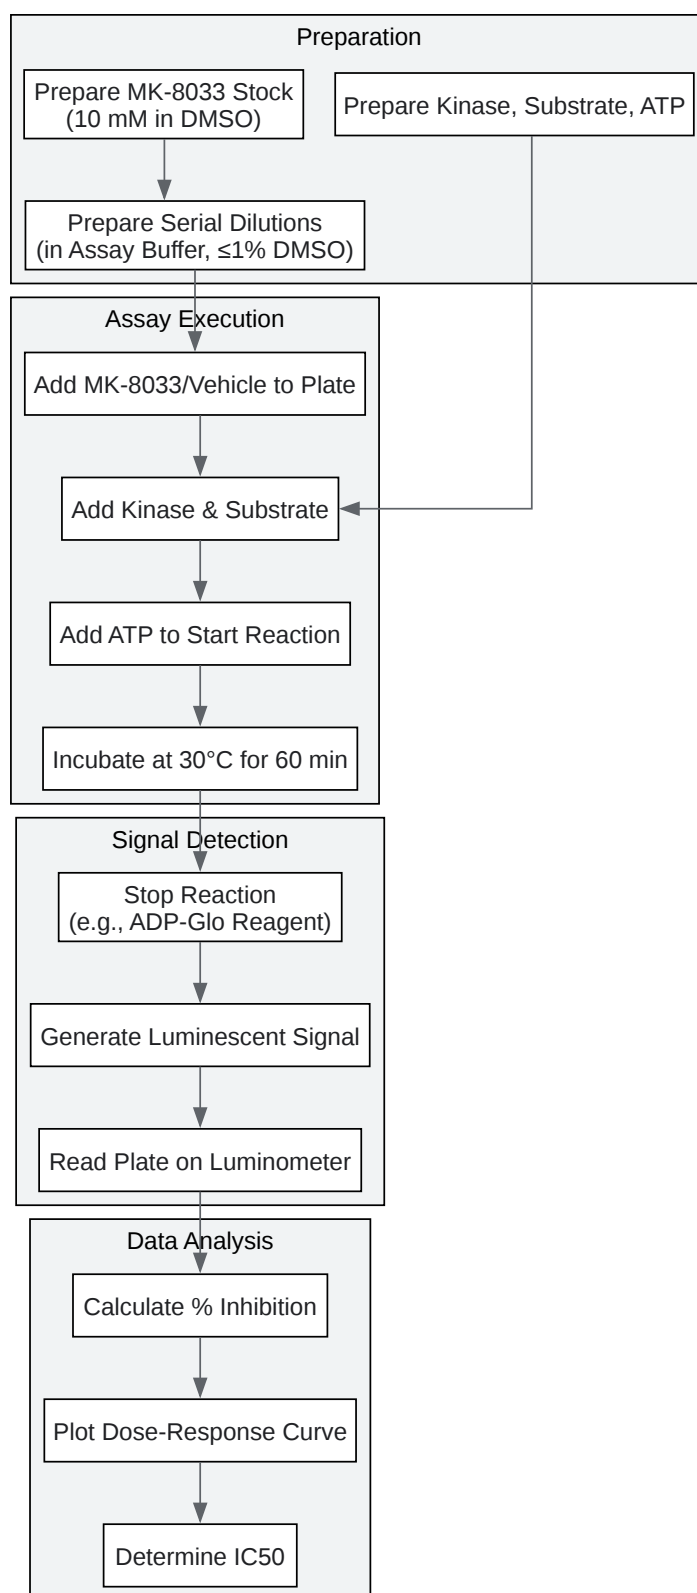 Preparation
Prepare MK-8033 Stock
(10 mM in DMSO)
Prepare Kinase, Substrate, ATP
Prepare Serial Dilutions
(in Assay Buffer, ≤1% DMSO)
Assay Execution
Add MK-8033/Vehicle to Plate
Add Kinase & Substrate
Add ATP to Start Reaction
Incubate at 30°C for 60 min
Signal Detection
Stop Reaction
(e.g., ADP-Glo Reagent)
Generate Luminescent Signal
Read Plate on Luminometer
Data Analysis
Calculate % Inhibition
Plot Dose-Response Curve
Determine IC50